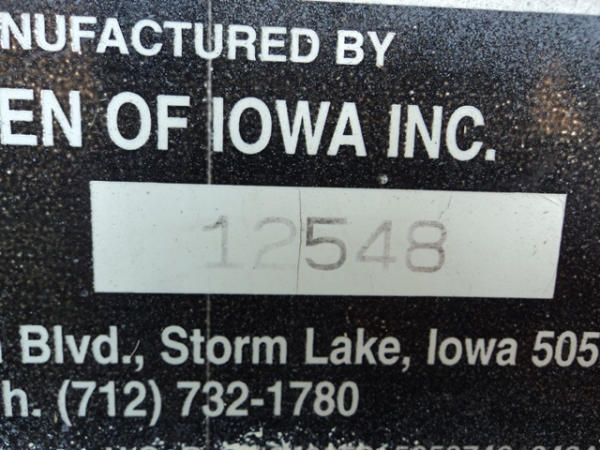 NUFACTURED BY
EN OF IOWA INC.
12548
Blvd., Storm Lake, Iowa 505
h. (712) 732-1780